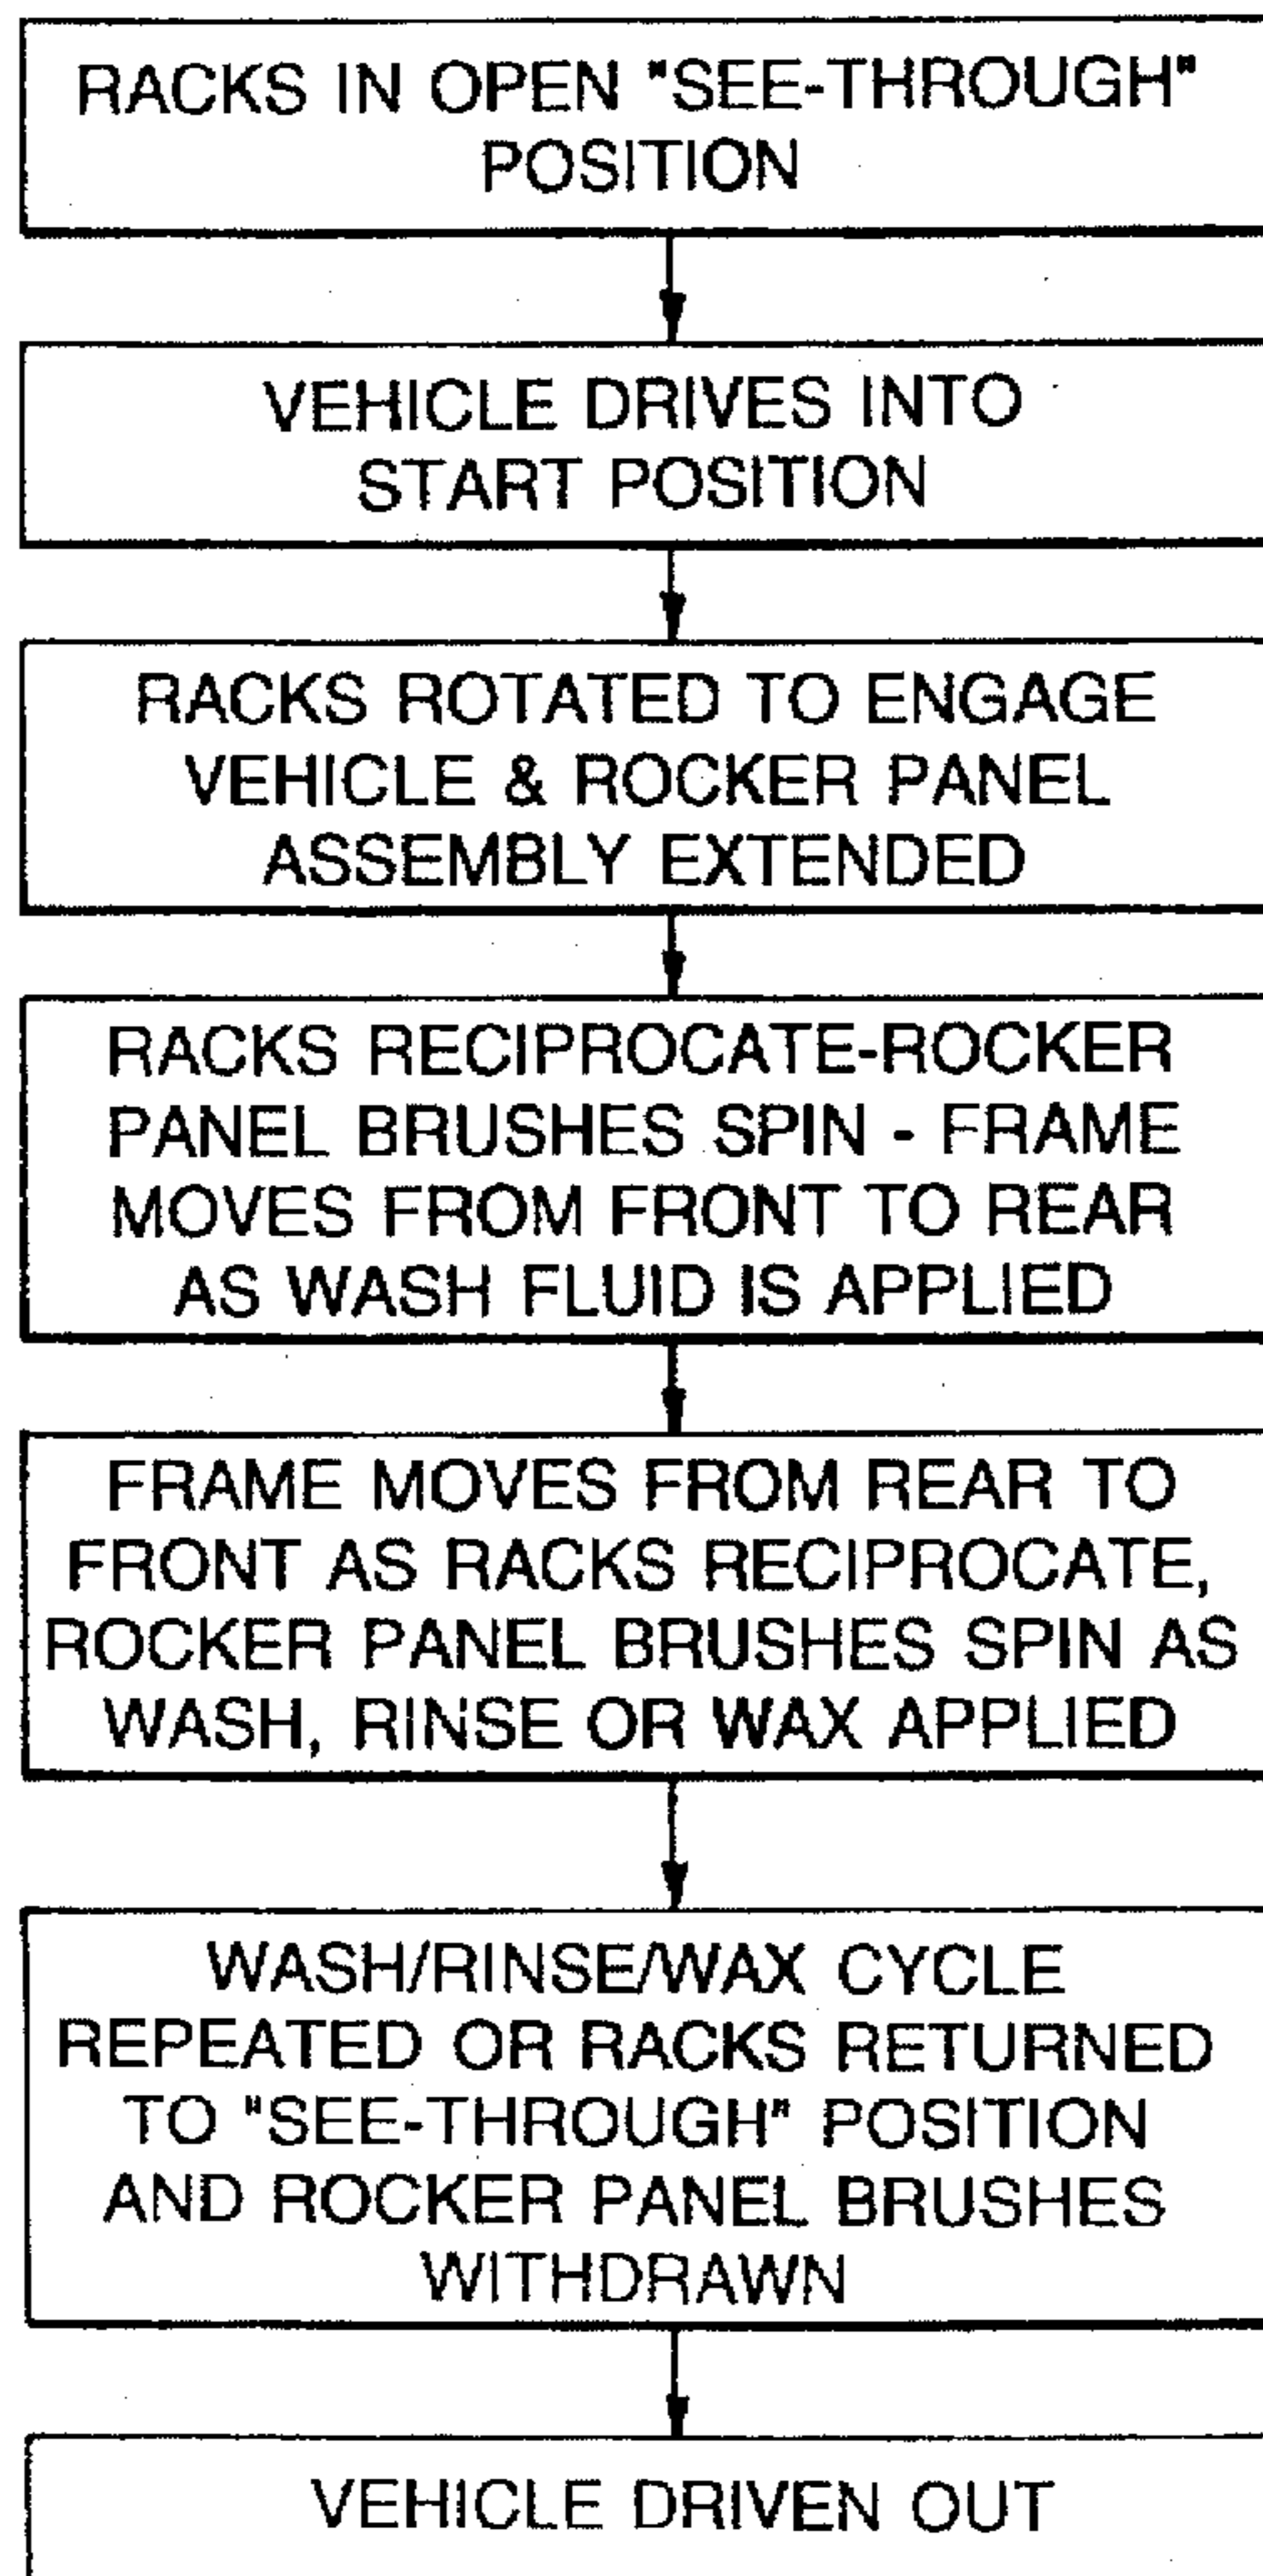 RACKS IN OPEN "SEE-THROUGH"
POSITION
VEHICLE DRIVES INTO
START POSITION
RACKS ROTATED TO ENGAGE
VEHICLE & ROCKER PANEL
ASSEMBLY EXTENDED
RACKS RECIPROCATE-ROCKER
PANEL BRUSHES SPIN - FRAME
MOVES FROM FRONT TO REAR
AS WASH FLUID IS APPLIED
FRAME MOVES FROM REAR TO
FRONT AS RACKS RECIPROCATE,
ROCKER PANEL BRUSHES SPIN AS
WASH, RINSE OR WAX APPLIED
WASH/RINSE/WAX CYCLE
REPEATED OR RACKS RETURNED
TO "SEE-THROUGH" POSITION
AND ROCKER PANEL BRUSHES
WITHDRAWN
VEHICLE DRIVEN OUT